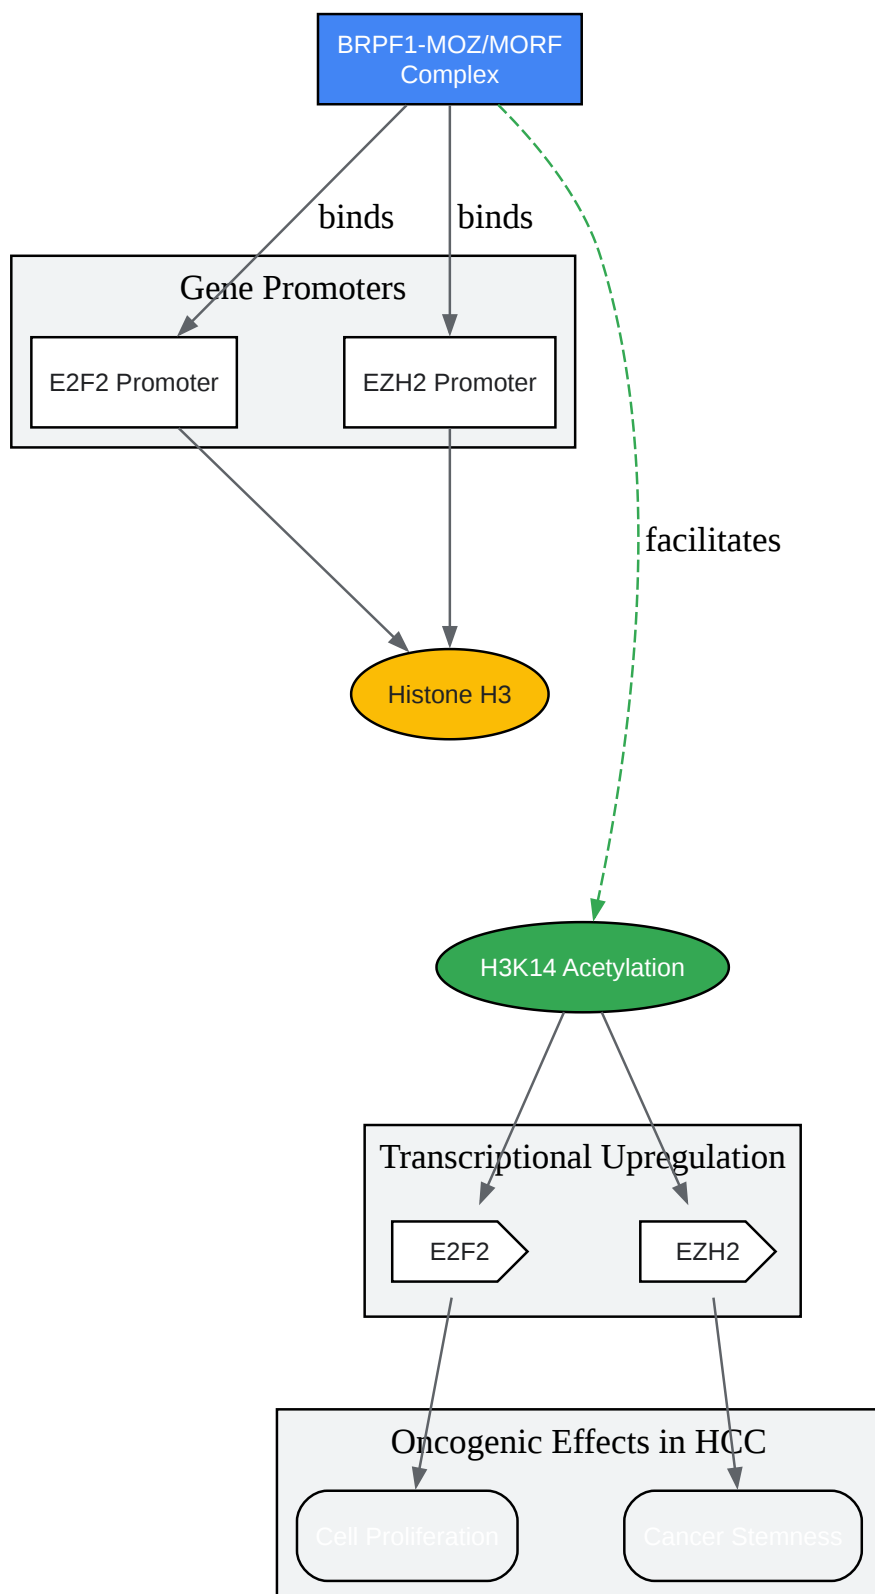 BRPF1-MOZ/MORF
Complex
binds
binds
Gene Promoters
E2F2 Promoter
EZH2 Promoter
facilitates
Histone H3
H3K14 Acetylation
Transcriptional Upregulation
E2F2
EZH2
Oncogenic Effects in HCC
Cell Proliferation
Cancer Stemness